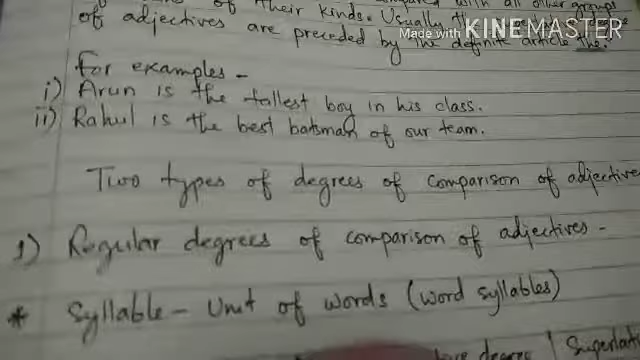 of their kinds. Usually
of adjectives are preceded by the definite article the.
Made with KINEMASTER
For examples -
i) Arun is the tallest boy in his class.
ii) Rahul is the best batsman of our team.
Two types of degrees of comparison of adjective
1) Regular degrees of comparison of adjectives -
* Syllable - Unit of words (word syllables)
degree | Superlati